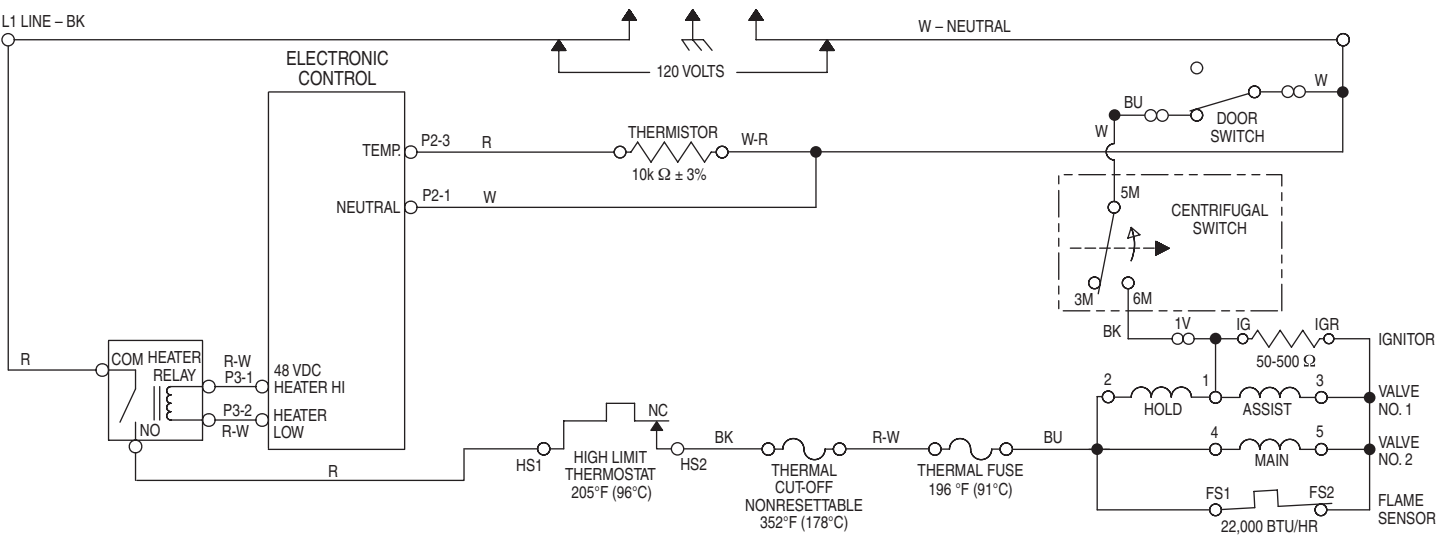 L1 LINE – BK
W – NEUTRAL
ELECTRONIC
CONTROL
120 VOLTS
W
BU
DOOR
SWITCH
W
TEMP.
P2-3
R
THERMISTOR
W-R
10k Ω ± 3%
NEUTRAL
P2-1
W
5M
CENTRIFUGAL
SWITCH
3M
6M
BK
1V
IG
IGR
IGNITOR
50-500 Ω
R
COM
HEATER
RELAY
NO
R-W
P3-1
48 VDC
HEATER HI
P3-2
R-W
HEATER
LOW
2
1
3
HOLD
ASSIST
VALVE
NO. 1
R
HS1
NC
HIGH LIMIT
THERMOSTAT
205°F (96°C)
HS2
BK
THERMAL
CUT-OFF
NONRESETTABLE
352°F (178°C)
R-W
THERMAL FUSE
196 °F (91°C)
BU
4
5
MAIN
VALVE
NO. 2
FS1
FS2
22,000 BTU/HR
FLAME
SENSOR